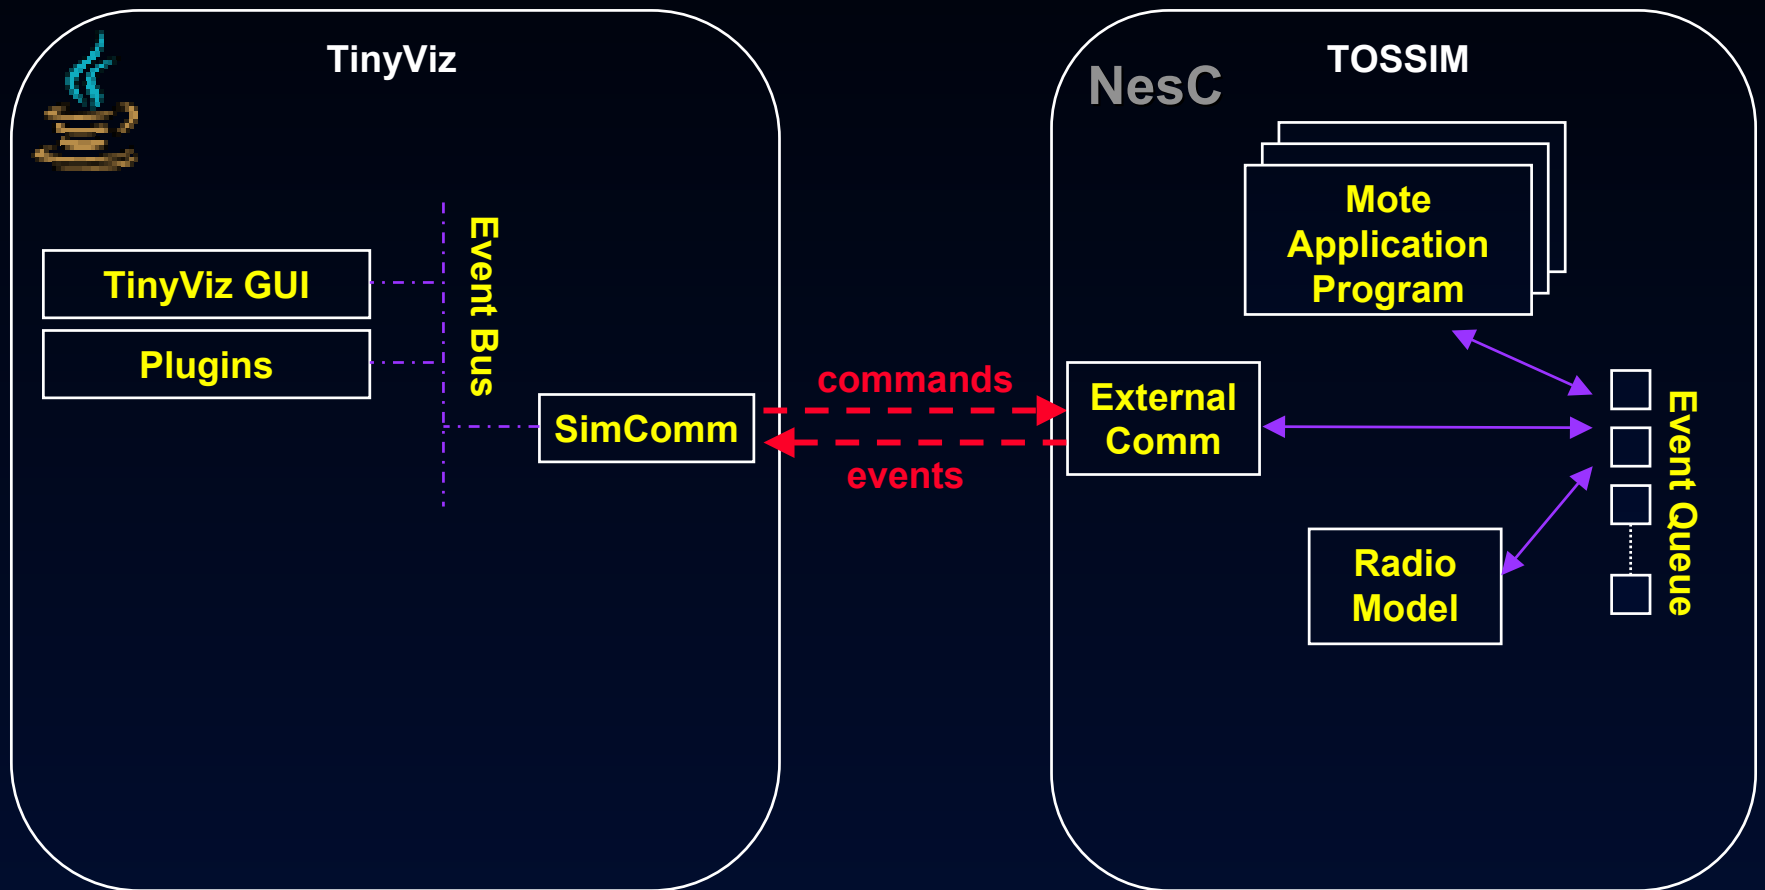 TinyViz
TinyViz GUI
Plugins
Event Bus
SimComm
commands
events
TOSSIM
NesC
Mote
Application
Program
External
Comm
Radio
Model
Event Queue